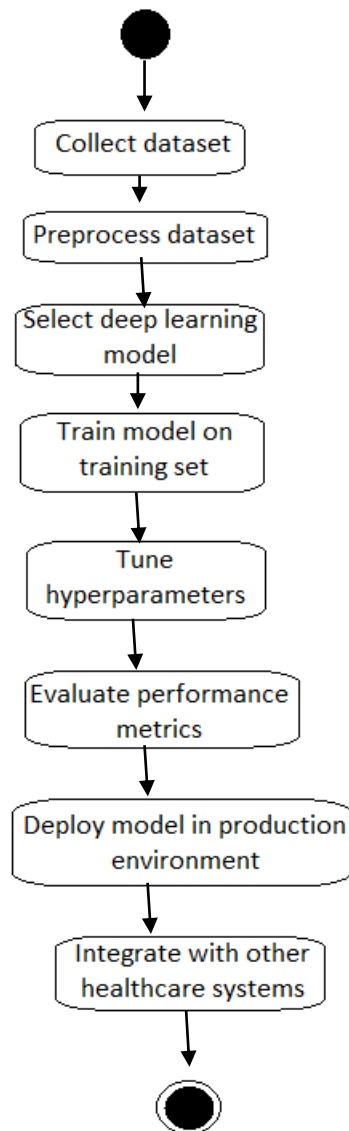 Collect dataset
Preprocess dataset
Select deep learning
model
Train model on
training set
Tune
hyperparameters
Evaluate performance
metrics
Deploy model in production
environment
Integrate with other
healthcare systems